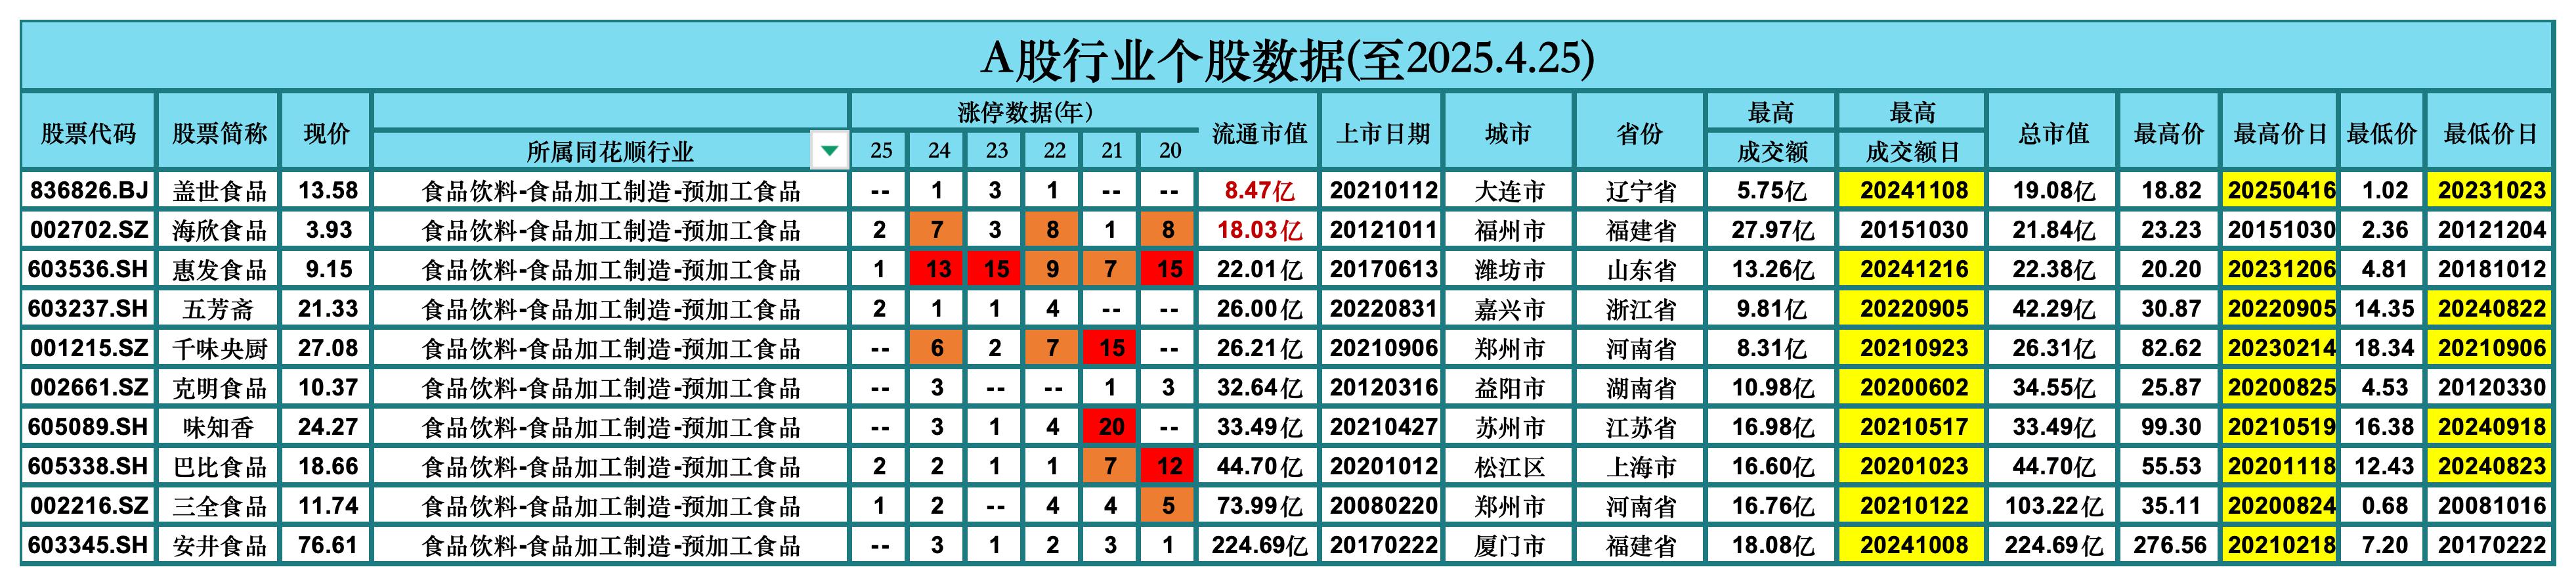 A股行业个股数据(至2025.4.25)
股票代码 股票简称 现价 所属同花顺行业 涨停数据(年) 25 24 23 22 21 20 流通市值 上市日期 城市 省份 最高成交额 最高成交额日 总市值 最高价 最高价日 最低价 最低价日
836826.BJ 盖世食品 13.58 食品饮料-食品加工制造-预加工食品 -- 1 3 1 -- -- 8.47亿 20210112 大连市 辽宁省 5.75亿 20241108 19.08亿 18.82 20250416 1.02 20231023
002702.SZ 海欣食品 3.93 食品饮料-食品加工制造-预加工食品 2 7 3 8 1 8 18.03亿 20121011 福州市 福建省 27.97亿 20151030 21.84亿 23.23 20151030 2.36 20121204
603536.SH 惠发食品 9.15 食品饮料-食品加工制造-预加工食品 1 13 15 9 7 15 22.01亿 20170613 潍坊市 山东省 13.26亿 20241216 22.38亿 20.20 20231206 4.81 20181012
603237.SH 五芳斋 21.33 食品饮料-食品加工制造-预加工食品 2 1 1 4 -- -- 26.00亿 20220831 嘉兴市 浙江省 9.81亿 20220905 42.29亿 30.87 20220905 14.35 20240822
001215.SZ 千味央厨 27.08 食品饮料-食品加工制造-预加工食品 -- 6 2 7 15 -- 26.21亿 20210906 郑州市 河南省 8.31亿 20210923 26.31亿 82.62 20230214 18.34 20210906
002661.SZ 克明食品 10.37 食品饮料-食品加工制造-预加工食品 -- 3 -- -- 1 3 32.64亿 20120316 益阳市 湖南省 10.98亿 20200602 34.55亿 25.87 20200825 4.53 20120330
605089.SH 味知香 24.27 食品饮料-食品加工制造-预加工食品 -- 3 1 4 20 -- 33.49亿 20210427 苏州市 江苏省 16.98亿 20210517 33.49亿 99.30 20210519 16.38 20240918
605338.SH 巴比食品 18.66 食品饮料-食品加工制造-预加工食品 2 2 1 1 7 12 44.70亿 20201012 松江区 上海市 16.60亿 20201023 44.70亿 55.53 20201118 12.43 20240823
002216.SZ 三全食品 11.74 食品饮料-食品加工制造-预加工食品 1 2 -- 4 4 5 73.99亿 20080220 郑州市 河南省 16.76亿 20210122 103.22亿 35.11 20200824 0.68 20081016
603345.SH 安井食品 76.61 食品饮料-食品加工制造-预加工食品 -- 3 1 2 3 1 224.69亿 20170222 厦门市 福建省 18.08亿 20241008 224.69亿 276.56 20210218 7.20 20170222